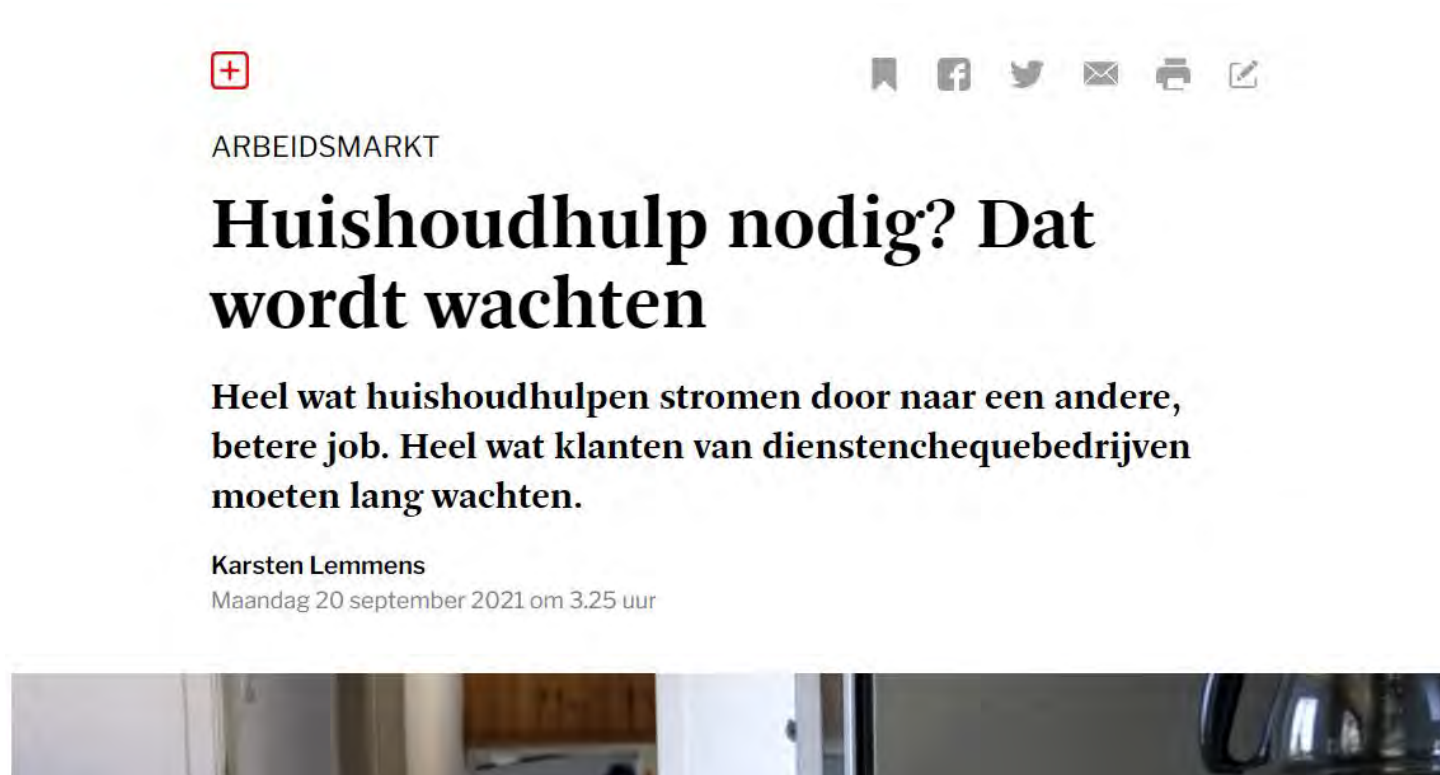 ARBEIDSMARKT
Huishoudhulp nodig? Dat
wordt wachten
Heel wat huishoudhulpen stromen door naar een andere,
betere job. Heel wat klanten van dienstenchequebedrijven
moeten lang wachten.
Karsten Lemmens
Maandag 20 september 2021 om 3.25 uur